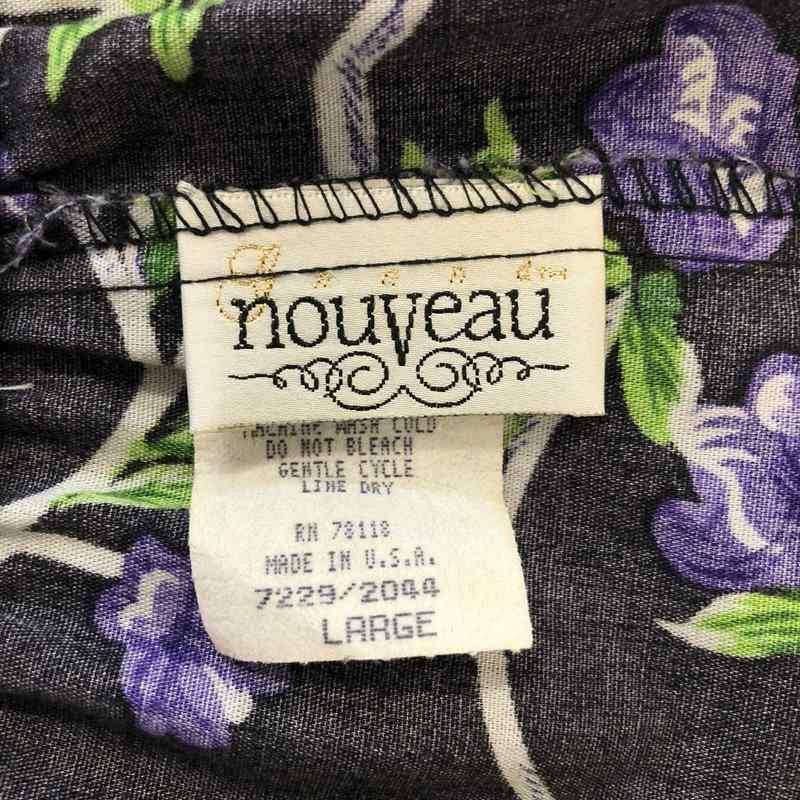 Grand
nouveau
MACHINE WASH COLD
DO NOT BLEACH
GENTLE CYCLE
LINE DRY
RN 78118
MADE IN U.S.A.
7229/2044
LARGE